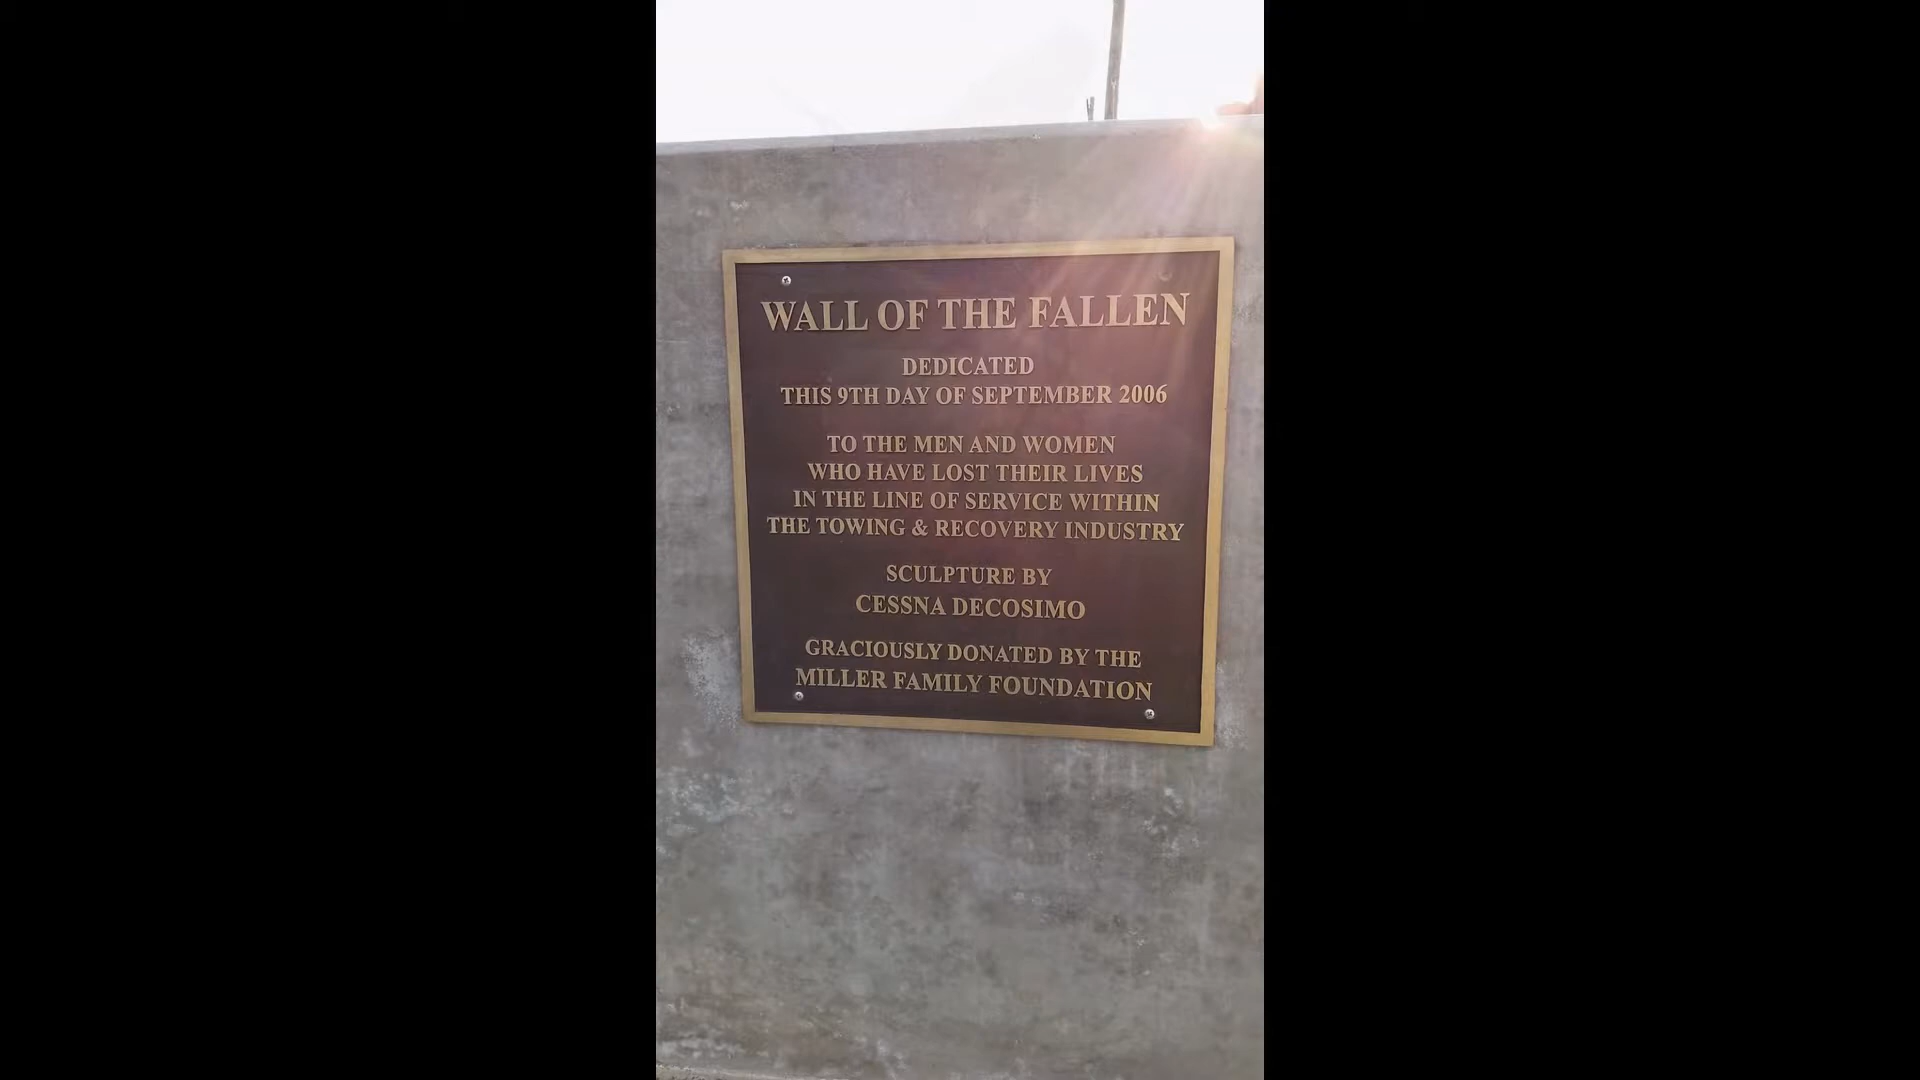 WALL OF THE FALLEN
DEDICATED
THIS 9TH DAY OF SEPTEMBER 2006
TO THE MEN AND WOMEN
WHO HAVE LOST THEIR LIVES
IN THE LINE OF SERVICE WITHIN
THE TOWING & RECOVERY INDUSTRY
SCULPTURE BY
CESSNA DECOSIMO
GRACIOUSLY DONATED BY THE
MILLER FAMILY FOUNDATION